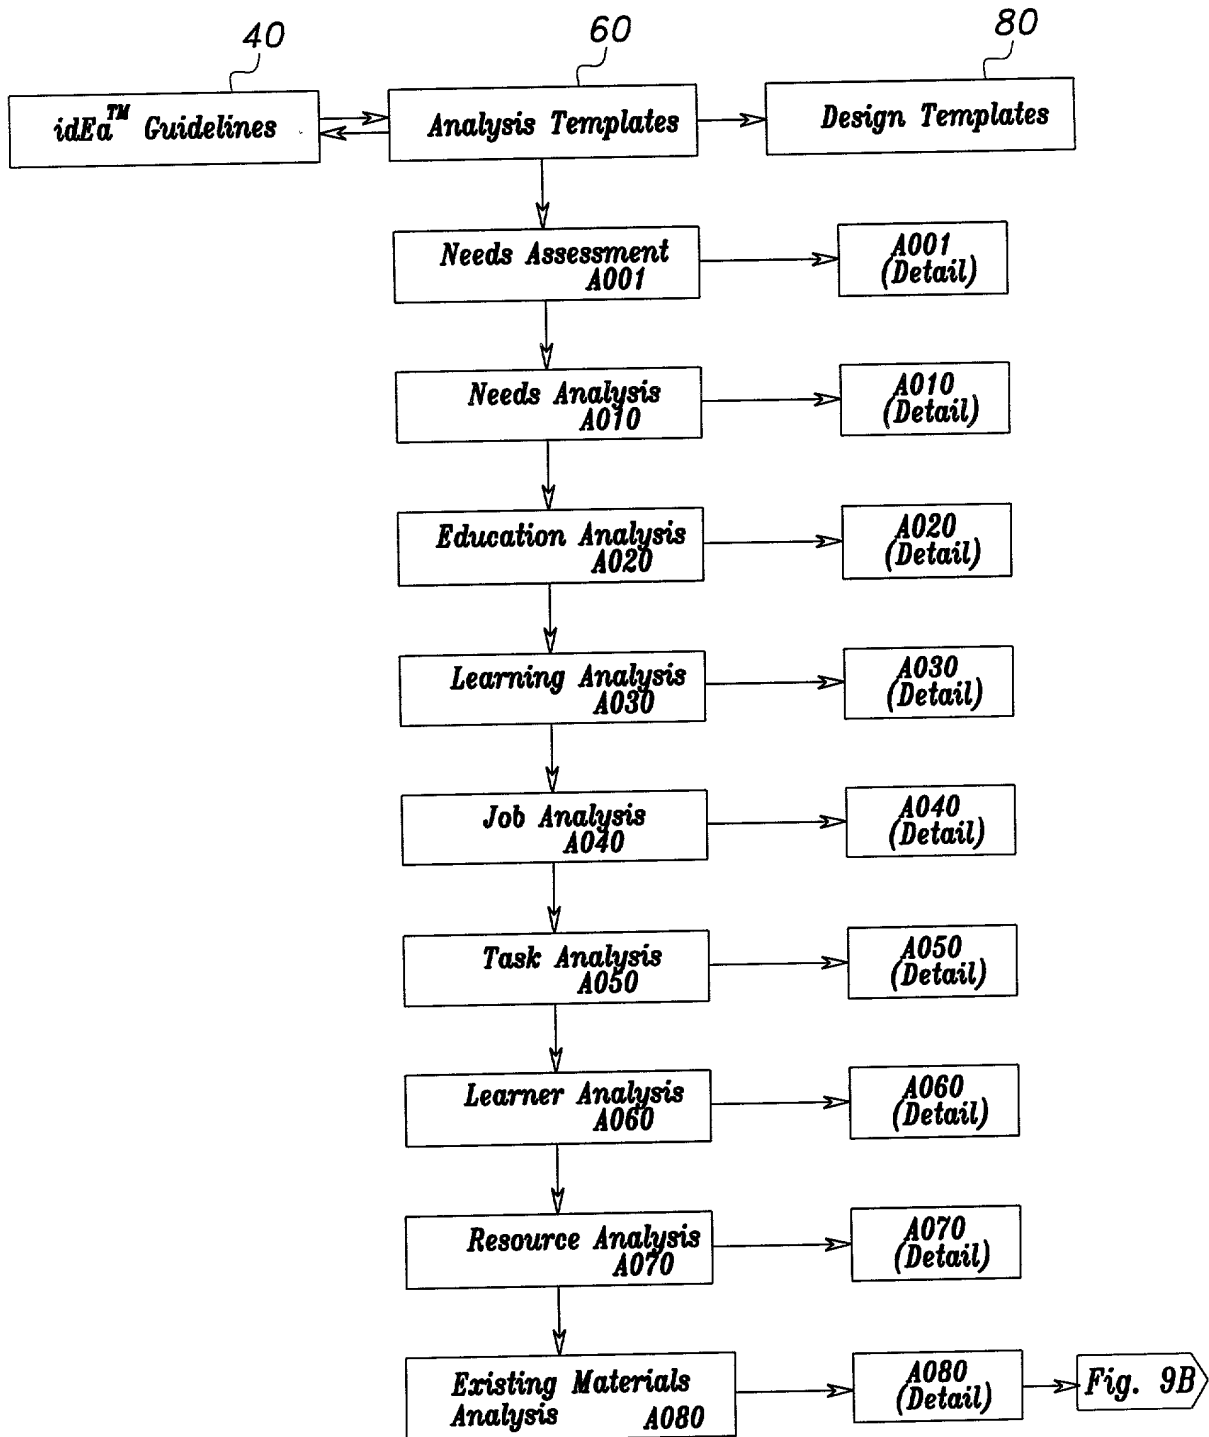 40
60
80
idEa™ Guidelines
Analysis Templates
Design Templates
Needs Assessment
A001
A001
(Detail)
Needs Analysis
A010
A010
(Detail)
Education Analysis
A020
A020
(Detail)
Learning Analysis
A030
A030
(Detail)
Job Analysis
A040
A040
(Detail)
Task Analysis
A050
A050
(Detail)
Learner Analysis
A060
A060
(Detail)
Resource Analysis
A070
A070
(Detail)
Existing Materials
Analysis A080
A080
(Detail)
Fig. 9B